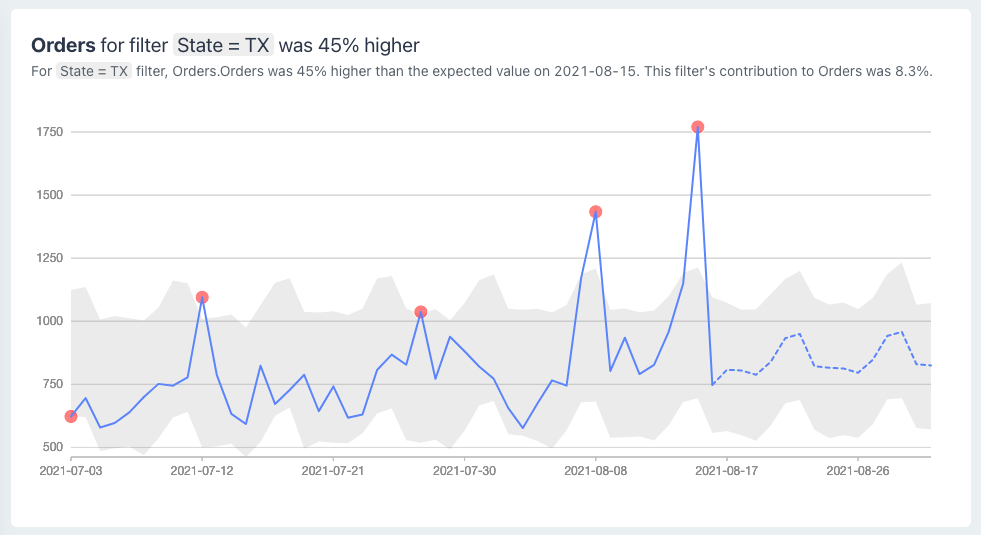 Orders for filter State = TX was 45% higher
For State = TX filter, Orders.Orders was 45% higher than the expected value on 2021-08-15. This filter's contribution to Orders was 8.3%.
1750
1500
1250
1000
750
500
2021-07-03 2021-07-12 2021-07-21 2021-07-30 2021-08-08 2021-08-17 2021-08-26